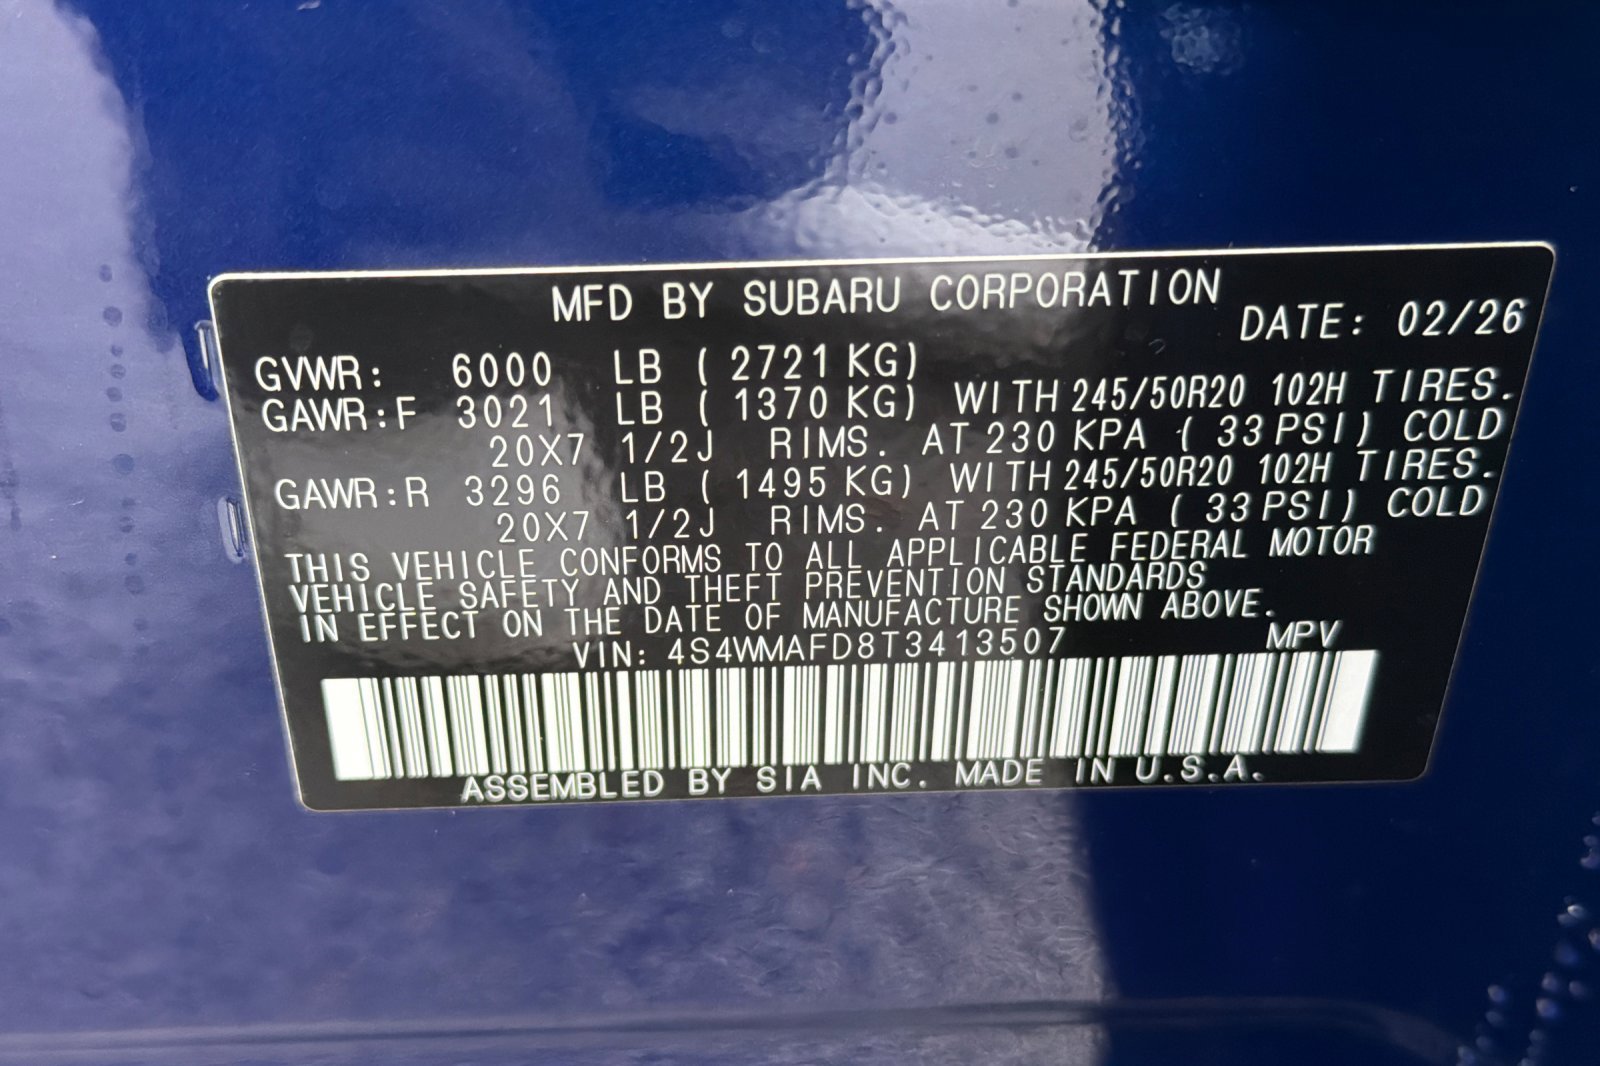 MFD BY SUBARU CORPORATION
DATE: 02/26
GVWR: 6000 LB ( 2721 KG)
GAWR:F 3021 LB ( 1370 KG) WITH 245/50R20 102H TIRES.
20X7 1/2J RIMS. AT 230 KPA ( 33 PSI) COLD
GAWR:R 3296 LB ( 1495 KG) WITH 245/50R20 102H TIRES.
20X7 1/2J RIMS. AT 230 KPA ( 33 PSI) COLD
THIS VEHICLE CONFORMS TO ALL APPLICABLE FEDERAL MOTOR
VEHICLE SAFETY AND THEFT PREVENTION STANDARDS
IN EFFECT ON THE DATE OF MANUFACTURE SHOWN ABOVE.
VIN: 4S4WMAFD8T3413507 MPV
ASSEMBLED BY SIA INC. MADE IN U.S.A.